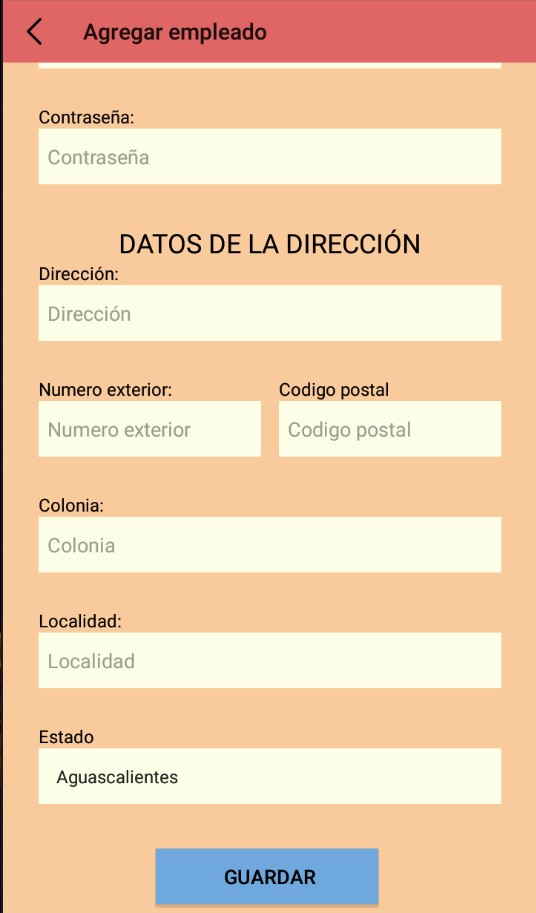 Agregar empleado
Contraseña:
Contraseña
DATOS DE LA DIRECCIÓN
Dirección:
Dirección
Numero exterior: Codigo postal
Numero exterior Codigo postal
Colonia:
Colonia
Localidad:
Localidad
Estado
Aguascalientes
GUARDAR